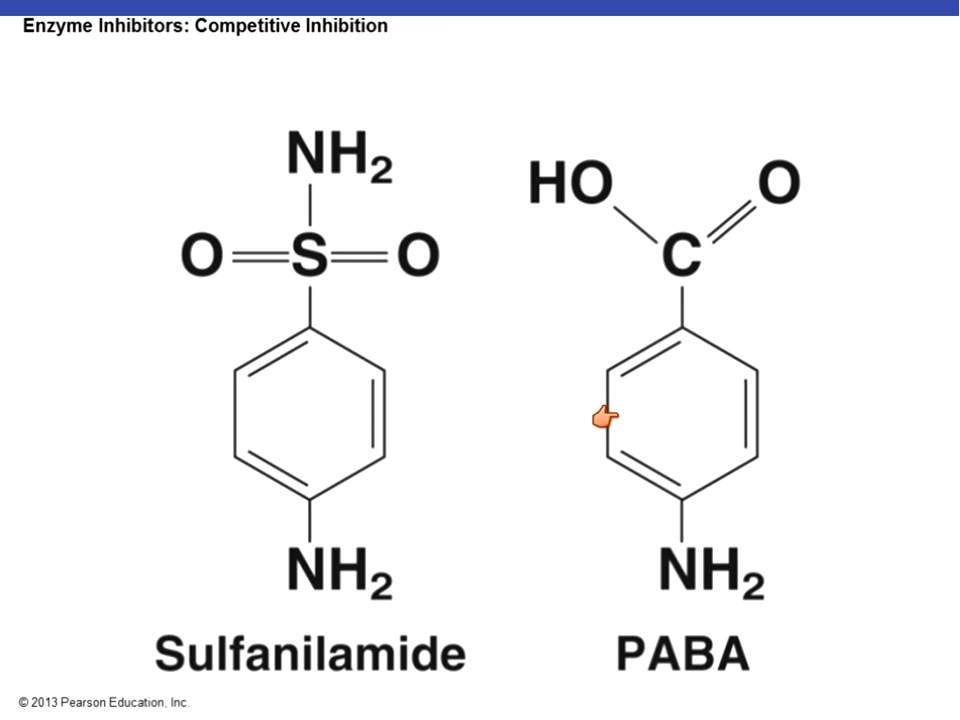 Enzyme Inhibitors: Competitive Inhibition
NH₂
O S O
NH₂
Sulfanilamide
HO O
C
NH₂
PABA
© 2013 Pearson Education, Inc.